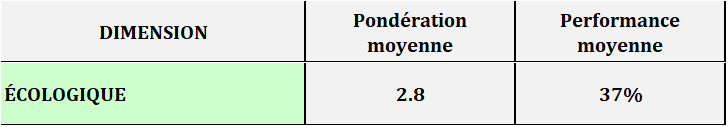 DIMENSION
Pondération
moyenne
Performance
moyenne
ÉCOLOGIQUE
2.8
37%